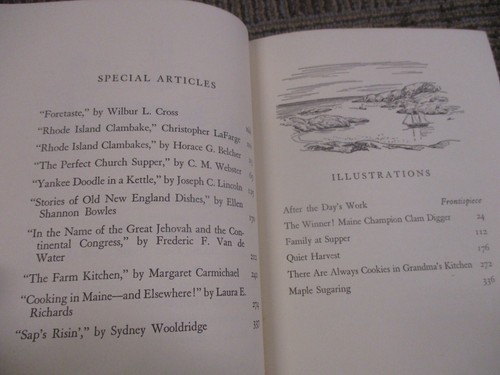 SPECIAL ARTICLES
"Foretaste," by Wilbur L. Cross
"Rhode Island Clambake," Christopher LaFarge
"Rhode Island Clambakes," by Horace G. Belcher
"The Perfect Church Supper," by C. M. Webster
"Yankee Doodle in a Kettle," by Joseph C. Lincoln
"Stories of Old New England Dishes," by Ellen
Shannon Bowles
"In the Name of the Great Jehovah and the Con-
tinental Congress," by Frederic F. Van de
Water
"The Farm Kitchen," by Margaret Carmichael
"Cooking in Maine—and Elsewhere!" by Laura E.
Richards 274
"Sap's Risin'," by Sydney Wooldridge 337
ILLUSTRATIONS
After the Day's Work Frontispiece
The Winner! Maine Champion Clam Digger 24
Family at Supper 112
Quiet Harvest 176
There Are Always Cookies in Grandma's Kitchen 272
Maple Sugaring 336